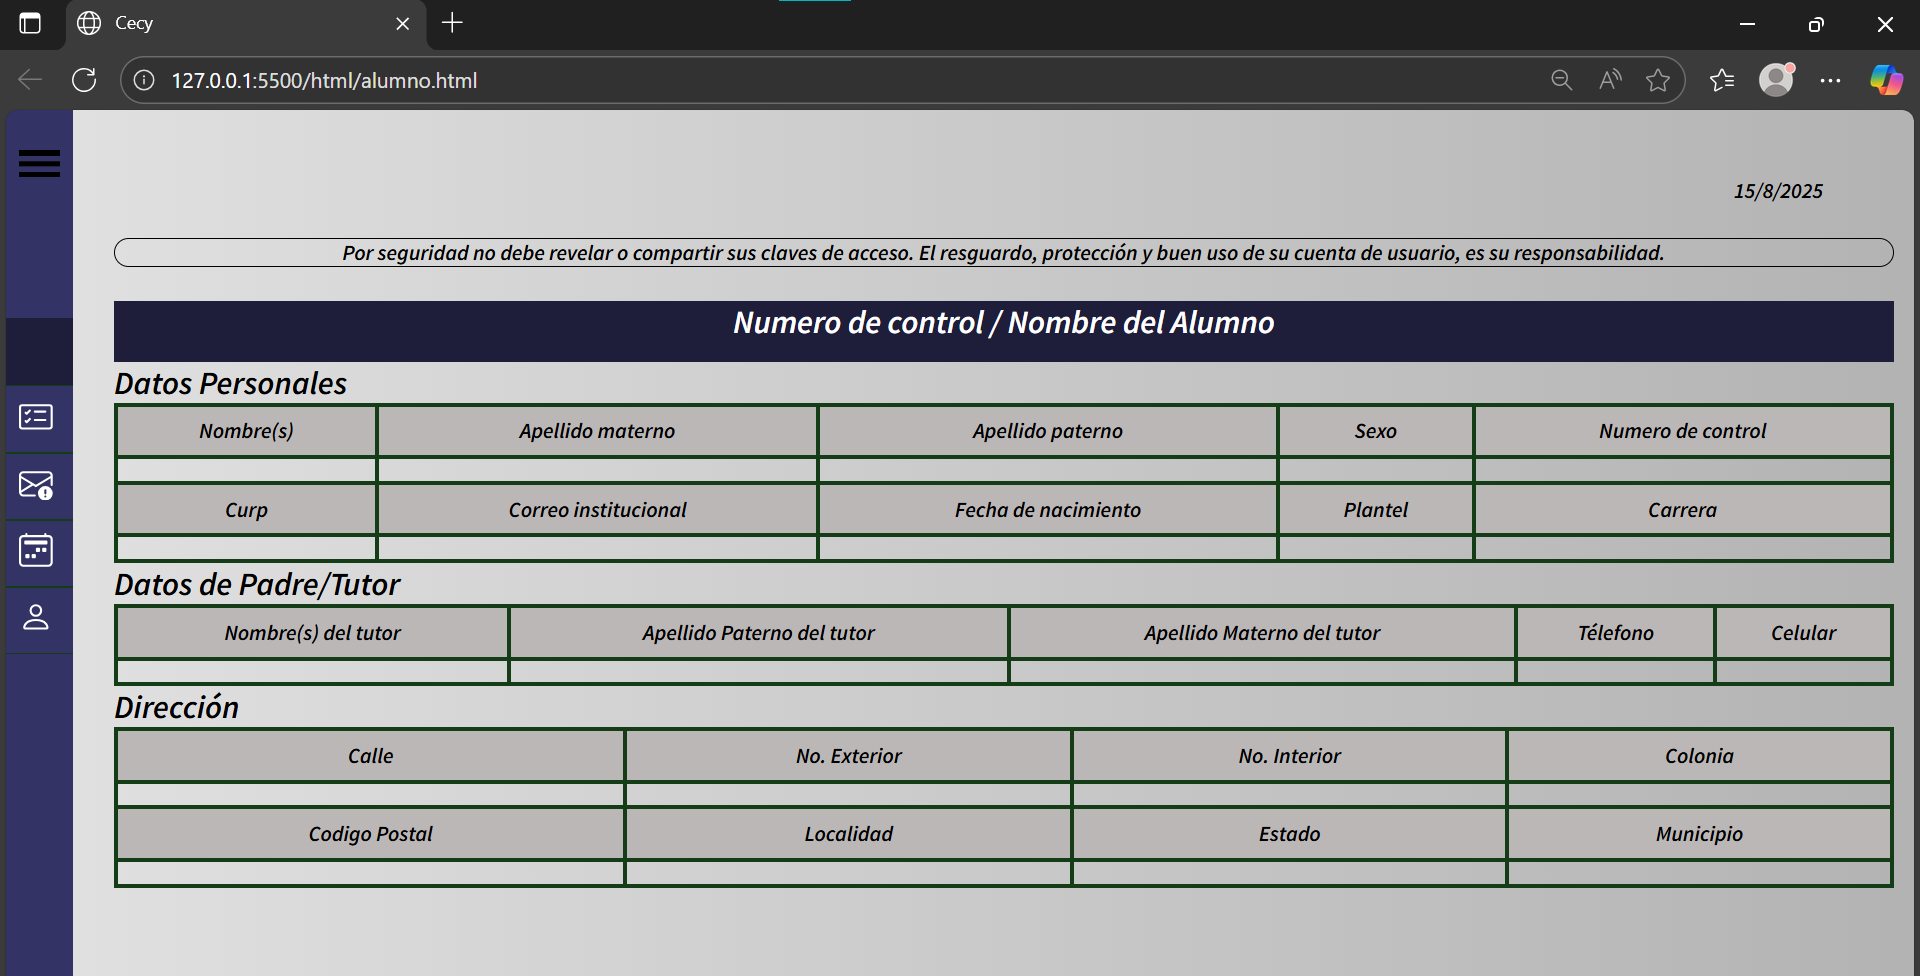 Cecy
127.0.0.1:5500/html/alumno.html
15/8/2025
Por seguridad no debe revelar o compartir sus claves de acceso. El resguardo, protección y buen uso de su cuenta de usuario, es su responsabilidad.
Numero de control / Nombre del Alumno
Datos Personales
Nombre(s) Apellido materno Apellido paterno Sexo Numero de control
Curp Correo institucional Fecha de nacimiento Plantel Carrera
Datos de Padre/Tutor
Nombre(s) del tutor Apellido Paterno del tutor Apellido Materno del tutor Télefono Celular
Dirección
Calle No. Exterior No. Interior Colonia
Codigo Postal Localidad Estado Municipio